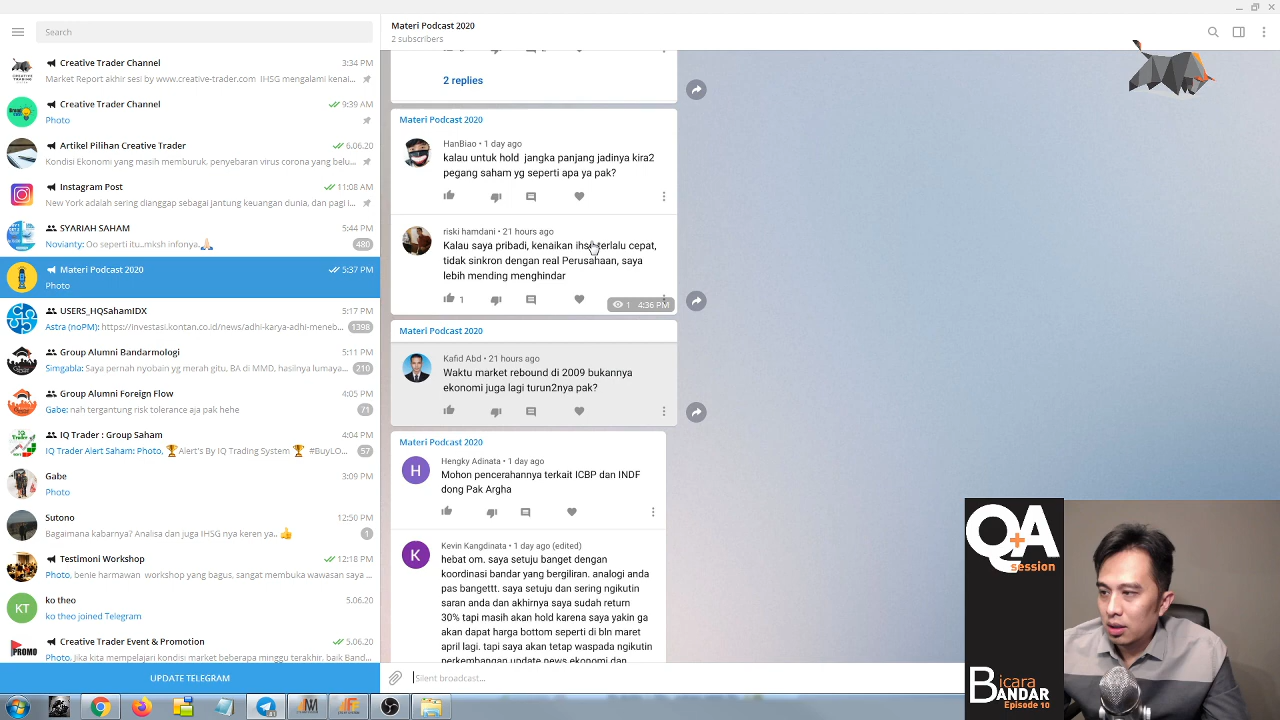 Search
Creative Trader Channel 3:34 PM
Market Report akhir sesi by www.creative-trader.com IHSG mengalami kenai...
Creative Trader Channel 9:39 AM
Photo
Artikel Pilihan Creative Trader 6.06.20
Kondisi Ekonomi yang masih memburuk, penyebaran virus corona yang belu...
Instagram Post 11:08 AM
New York adalah sering dianggap sebagai jantung keuangan dunia, dan pagi I...
SYARIAH SAHAM 5:44 PM
Novianty: Oo seperti itu..mksh infonya.🙏🏻 480
Materi Podcast 2020 5:37 PM
Photo
USERS_HQSahamIDX 5:17 PM
Astra (noPM): https://investasi.kontan.co.id/news/adhi-karya-adhi-meneb... 1398
Group Alumni Bandarmologi 5:11 PM
Simgabla: Saya pernah nyobain yg merah gitu, BA di MMD, hasilnya lumaya... 210
Group Alumni Foreign Flow 4:05 PM
Gabe: nah tergantung risk tolerance aja pak hehe 71
IQ Trader : Group Saham 4:04 PM
IQ Trader Alert Saham: Photo, 🏆Alert's By IQ Trading System 🏆 #BuyLO... 57
Gabe 3:09 PM
Photo
Sutono 12:50 PM
Bagaimana kabarnya? Analisa dan juga IHSG nya keren ya.. 👍 1
Testimoni Workshop 12:18 PM
Photo, benie harmawan workshop yang bagus, sangat membuka wawasan saya ...
KT
ko theo 5.06.20
ko theo joined Telegram
PROMO
Creative Trader Event & Promotion 5.06.20
Photo, Jika kita mempelajari kondisi market beberapa minggu terakhir, baik Band...
UPDATE TELEGRAM
Materi Podcast 2020
2 subscribers
2 replies
Materi Podcast 2020
HanBiao • 1 day ago
kalau untuk hold jangka panjang jadinya kira2
pegang saham yg seperti apa ya pak?
riski hamdani • 21 hours ago
Kalau saya pribadi, kenaikan ihsg terlalu cepat,
tidak sinkron dengan real Perusahaan, saya
lebih mending menghindar
1
1 4:36 PM
Materi Podcast 2020
Kafid Abd • 21 hours ago
Waktu market rebound di 2009 bukannya
ekonomi juga lagi turun2nya pak?
Materi Podcast 2020
H
Hengky Adinata • 1 day ago
Mohon pencerahannya terkait ICBP dan INDF
dong Pak Argha
K
Kevin Kangdinata • 1 day ago (edited)
hebat om. saya setuju banget dengan
koordinasi bandar yang bergiliran. analogi anda
pas bangettt. saya setuju dan sering ngikutin
saran anda dan akhirnya saya sudah return
30% tapi masih akan hold karena saya yakin ga
akan dapat harga bottom seperti di bln maret
april lagi. tapi saya akan tetap waspada ngikutin
perkembangan update news ekonomi dan
Silent broadcast...
Q+A
session
Bicara
BANDAR
Episode 10